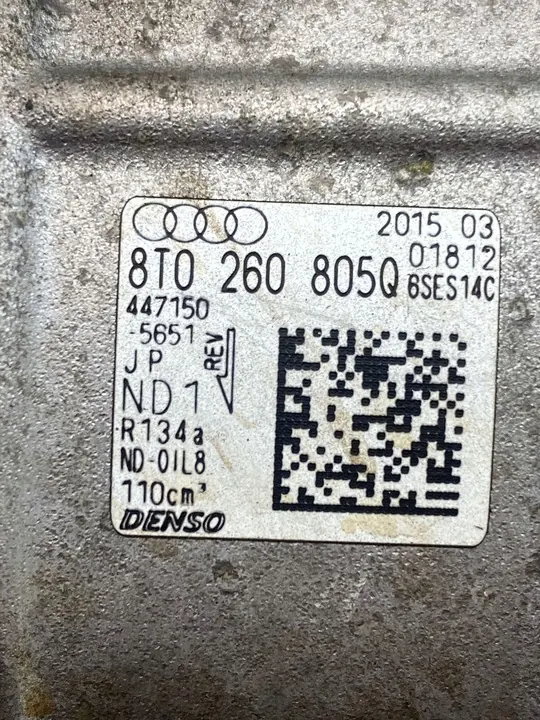 2015 03
01812
8T0 260 805Q 6SES14C
447150
-5651
JP REV
ND1
R134a
ND-OIL8
110cm³
DENSO